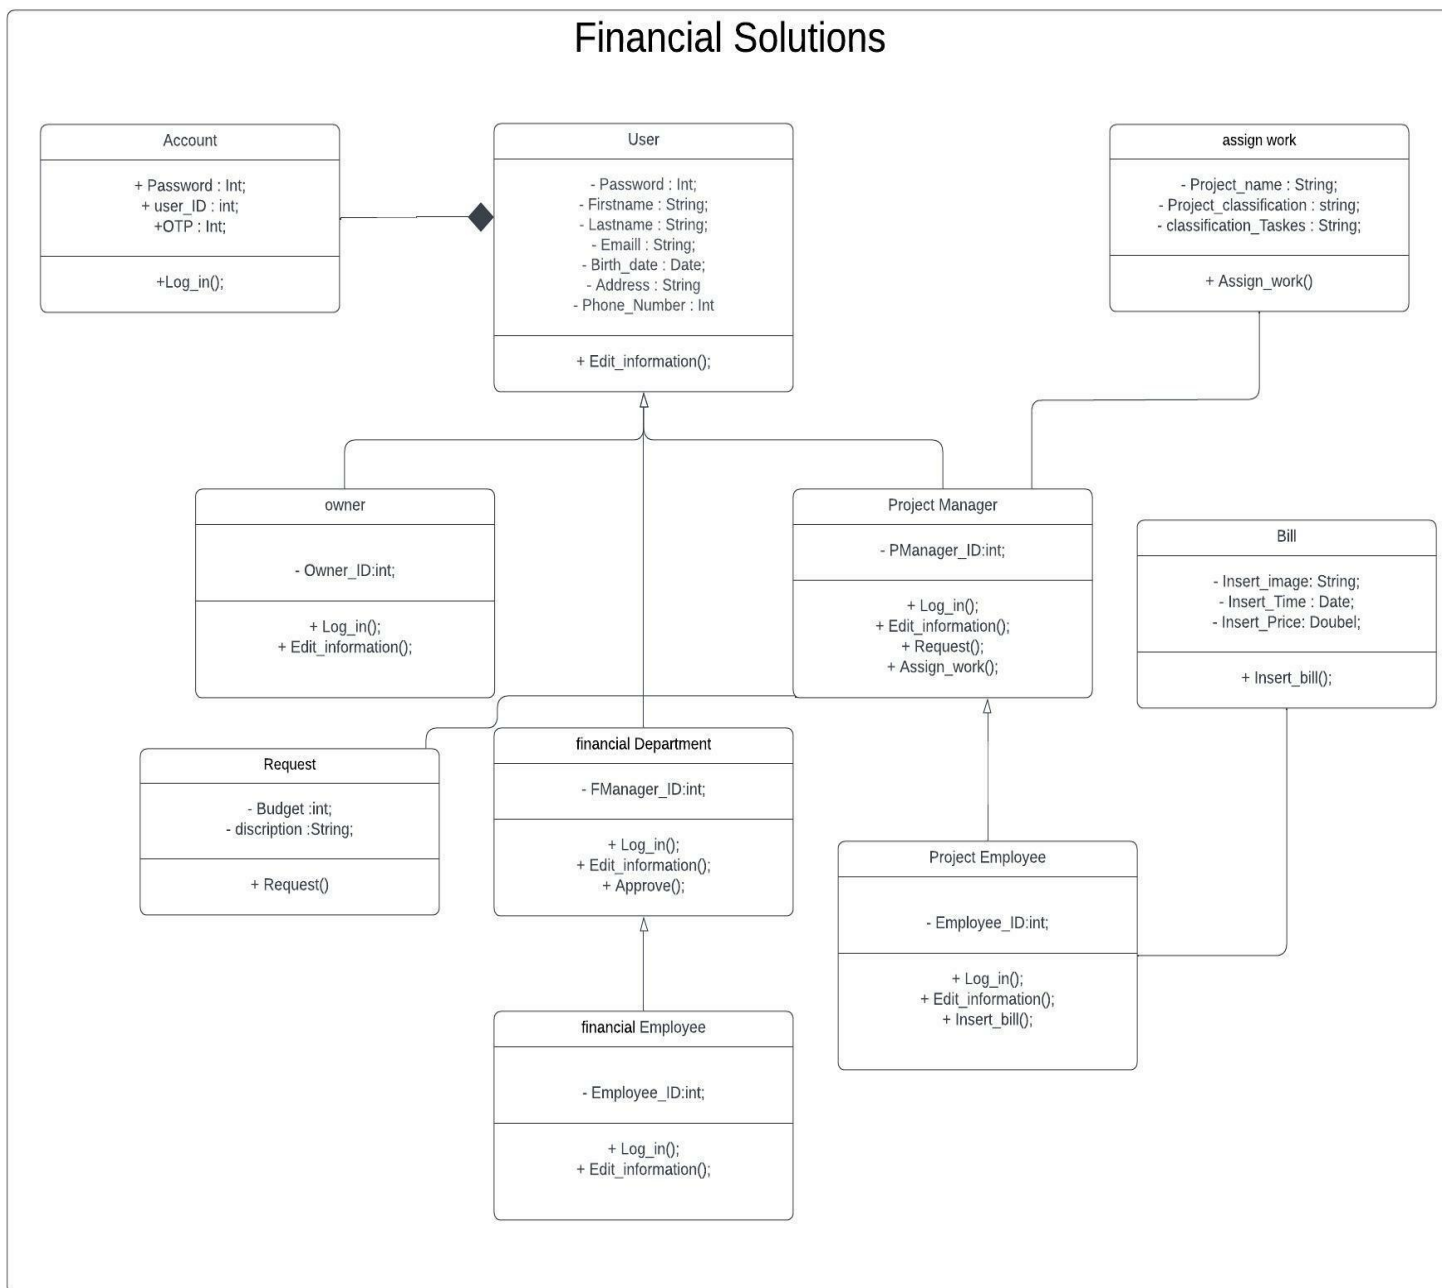 Financial Solutions
Account
+ Password : Int;
+ user_ID : int;
+OTP : Int;
+Log_in();
User
- Password : Int;
- Firstname : String;
- Lastname : String;
- Emaill : String;
- Birth_date : Date;
- Address : String
- Phone_Number : Int
+ Edit_information();
assign work
- Project_name : String;
- Project_classification : string;
- classification_Taskes : String;
+ Assign_work()
owner
- Owner_ID:int;
+ Log_in();
+ Edit_information();
Project Manager
- PManager_ID:int;
+ Log_in();
+ Edit_information();
+ Request();
+ Assign_work();
Bill
- Insert_image: String;
- Insert_Time : Date;
- Insert_Price: Doubel;
+ Insert_bill();
Request
- Budget :int;
- discription :String;
+ Request()
financial Department
- FManager_ID:int;
+ Log_in();
+ Edit_information();
+ Approve();
Project Employee
- Employee_ID:int;
+ Log_in();
+ Edit_information();
+ Insert_bill();
financial Employee
- Employee_ID:int;
+ Log_in();
+ Edit_information();